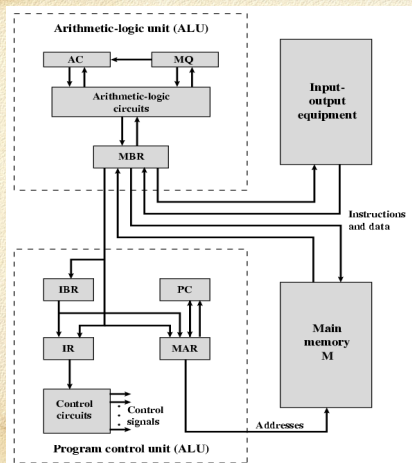 Arithmetic-logic unit (ALU)
AC
MQ
Arithmetic-logic
circuits
MBR
Input-
output
equipment
Instructions
and data
IBR
PC
IR
MAR
Main
memory
M
Control
circuits
Control
signals
Addresses
Program control unit (ALU)